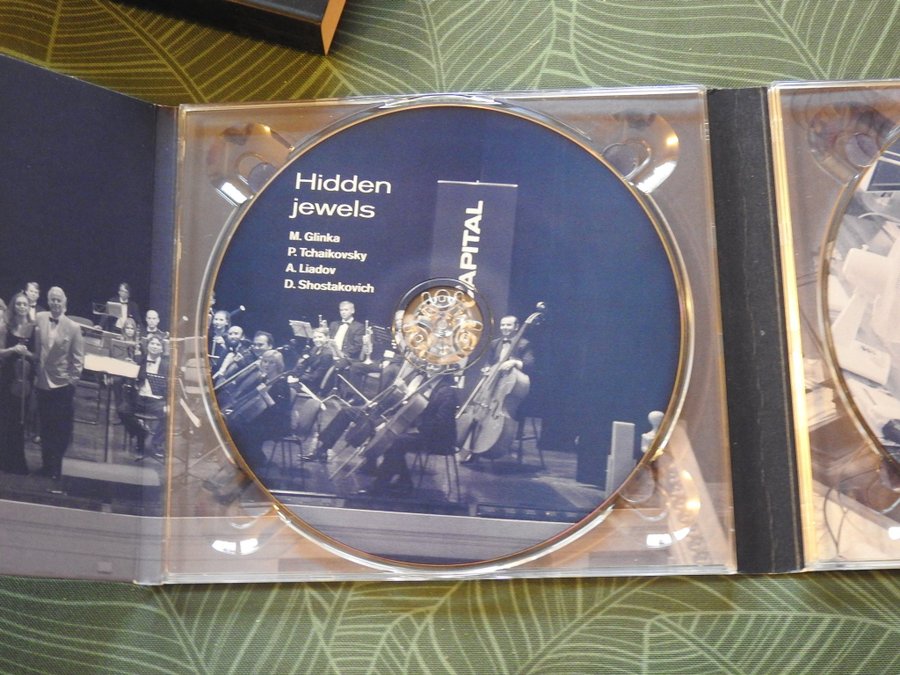 Hidden
jewels
M. Glinka
P. Tchaikovsky
A. Liadov
D. Shostakovich
APITAL